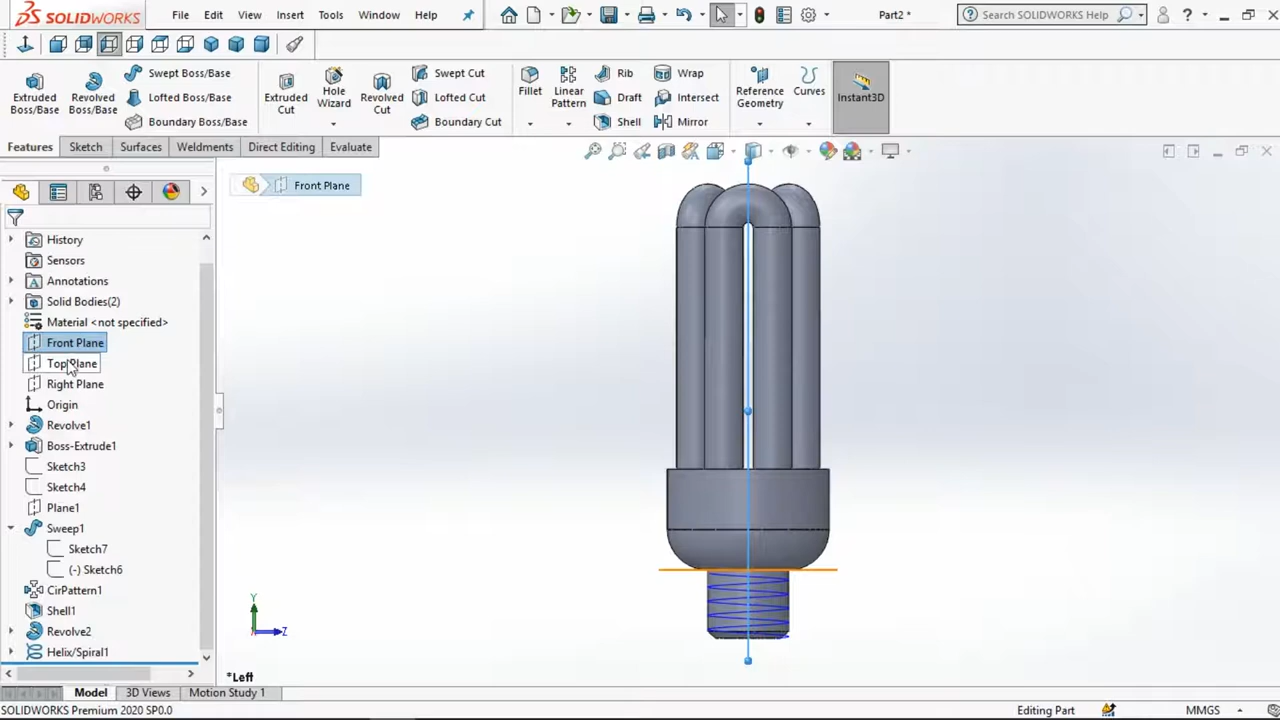 SOLIDWORKS File Edit View Insert Tools Window Help Part2 * Search SOLIDWORKS Help ?
Extruded Boss/Base
Revolved Boss/Base
Swept Boss/Base
Lofted Boss/Base
Boundary Boss/Base
Extruded Cut
Hole Wizard
Revolved Cut
Swept Cut
Lofted Cut
Boundary Cut
Fillet
Linear Pattern
Rib
Draft
Shell
Wrap
Intersect
Mirror
Reference Geometry
Curves
Instant3D
Features Sketch Surfaces Weldments Direct Editing Evaluate
Front Plane
History
Sensors
Annotations
Solid Bodies(2)
Material <not specified>
Front Plane
Top Plane
Right Plane
Origin
Revolve1
Boss-Extrude1
Sketch3
Sketch4
Plane1
Sweep1
Sketch7
(-) Sketch6
CirPattern1
Shell1
Revolve2
Helix/Spiral1
Y
Z
*Left
Model 3D Views Motion Study 1
SOLIDWORKS Premium 2020 SP0.0 Editing Part MMGS